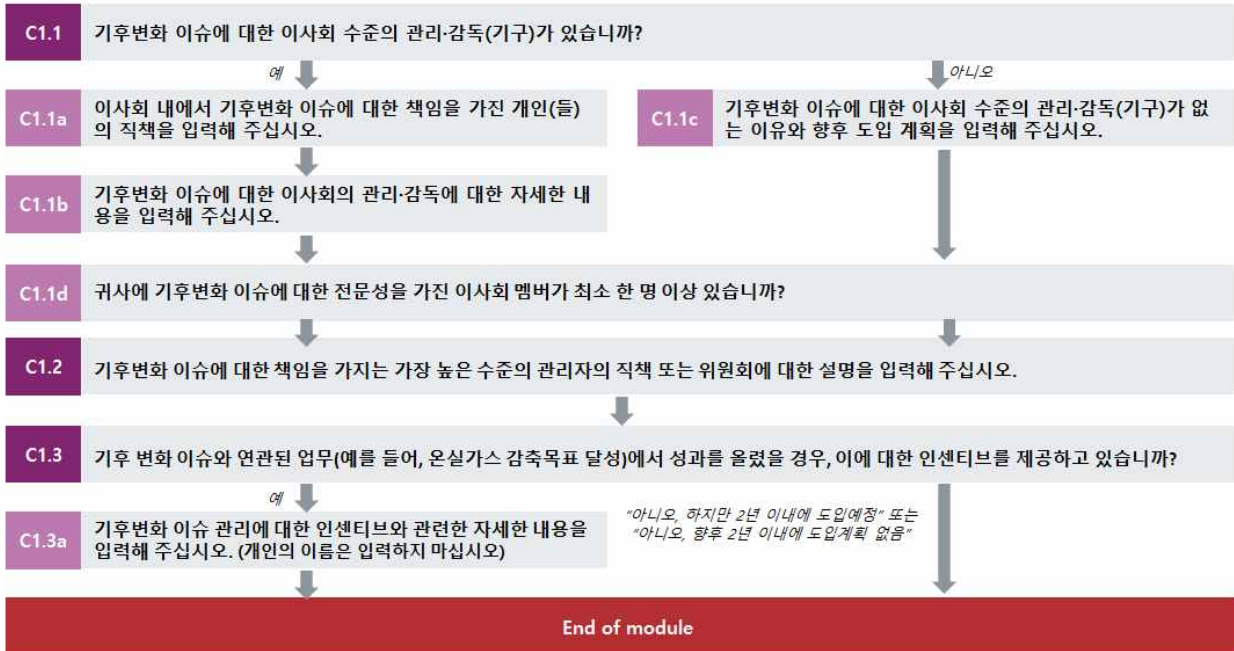 C1.1
기후변화 이슈에 대한 이사회 수준의 관리·감독(기구)가 있습니까?
예
아니오
C1.1a
이사회 내에서 기후변화 이슈에 대한 책임을 가진 개인(들)
의 직책을 입력해 주십시오.
C1.1c
기후변화 이슈에 대한 이사회 수준의 관리·감독(기구)가 없
는 이유와 향후 도입 계획을 입력해 주십시오.
C1.1b
기후변화 이슈에 대한 이사회의 관리·감독에 대한 자세한 내
용을 입력해 주십시오.
C1.1d
귀사에 기후변화 이슈에 대한 전문성을 가진 이사회 멤버가 최소 한 명 이상 있습니까?
C1.2
기후변화 이슈에 대한 책임을 가지는 가장 높은 수준의 관리자의 직책 또는 위원회에 대한 설명을 입력해 주십시오.
C1.3
기후 변화 이슈와 연관된 업무(예를 들어, 온실가스 감축목표 달성)에서 성과를 올렸을 경우, 이에 대한 인센티브를 제공하고 있습니까?
예
C1.3a
기후변화 이슈 관리에 대한 인센티브와 관련한 자세한 내용을
입력해 주십시오. (개인의 이름은 입력하지 마십시오)
"아니오, 하지만 2년 이내에 도입예정" 또는
"아니오, 향후 2년 이내에 도입계획 없음"
End of module